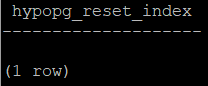 hypopg_reset_index
--------------------
(1 row)